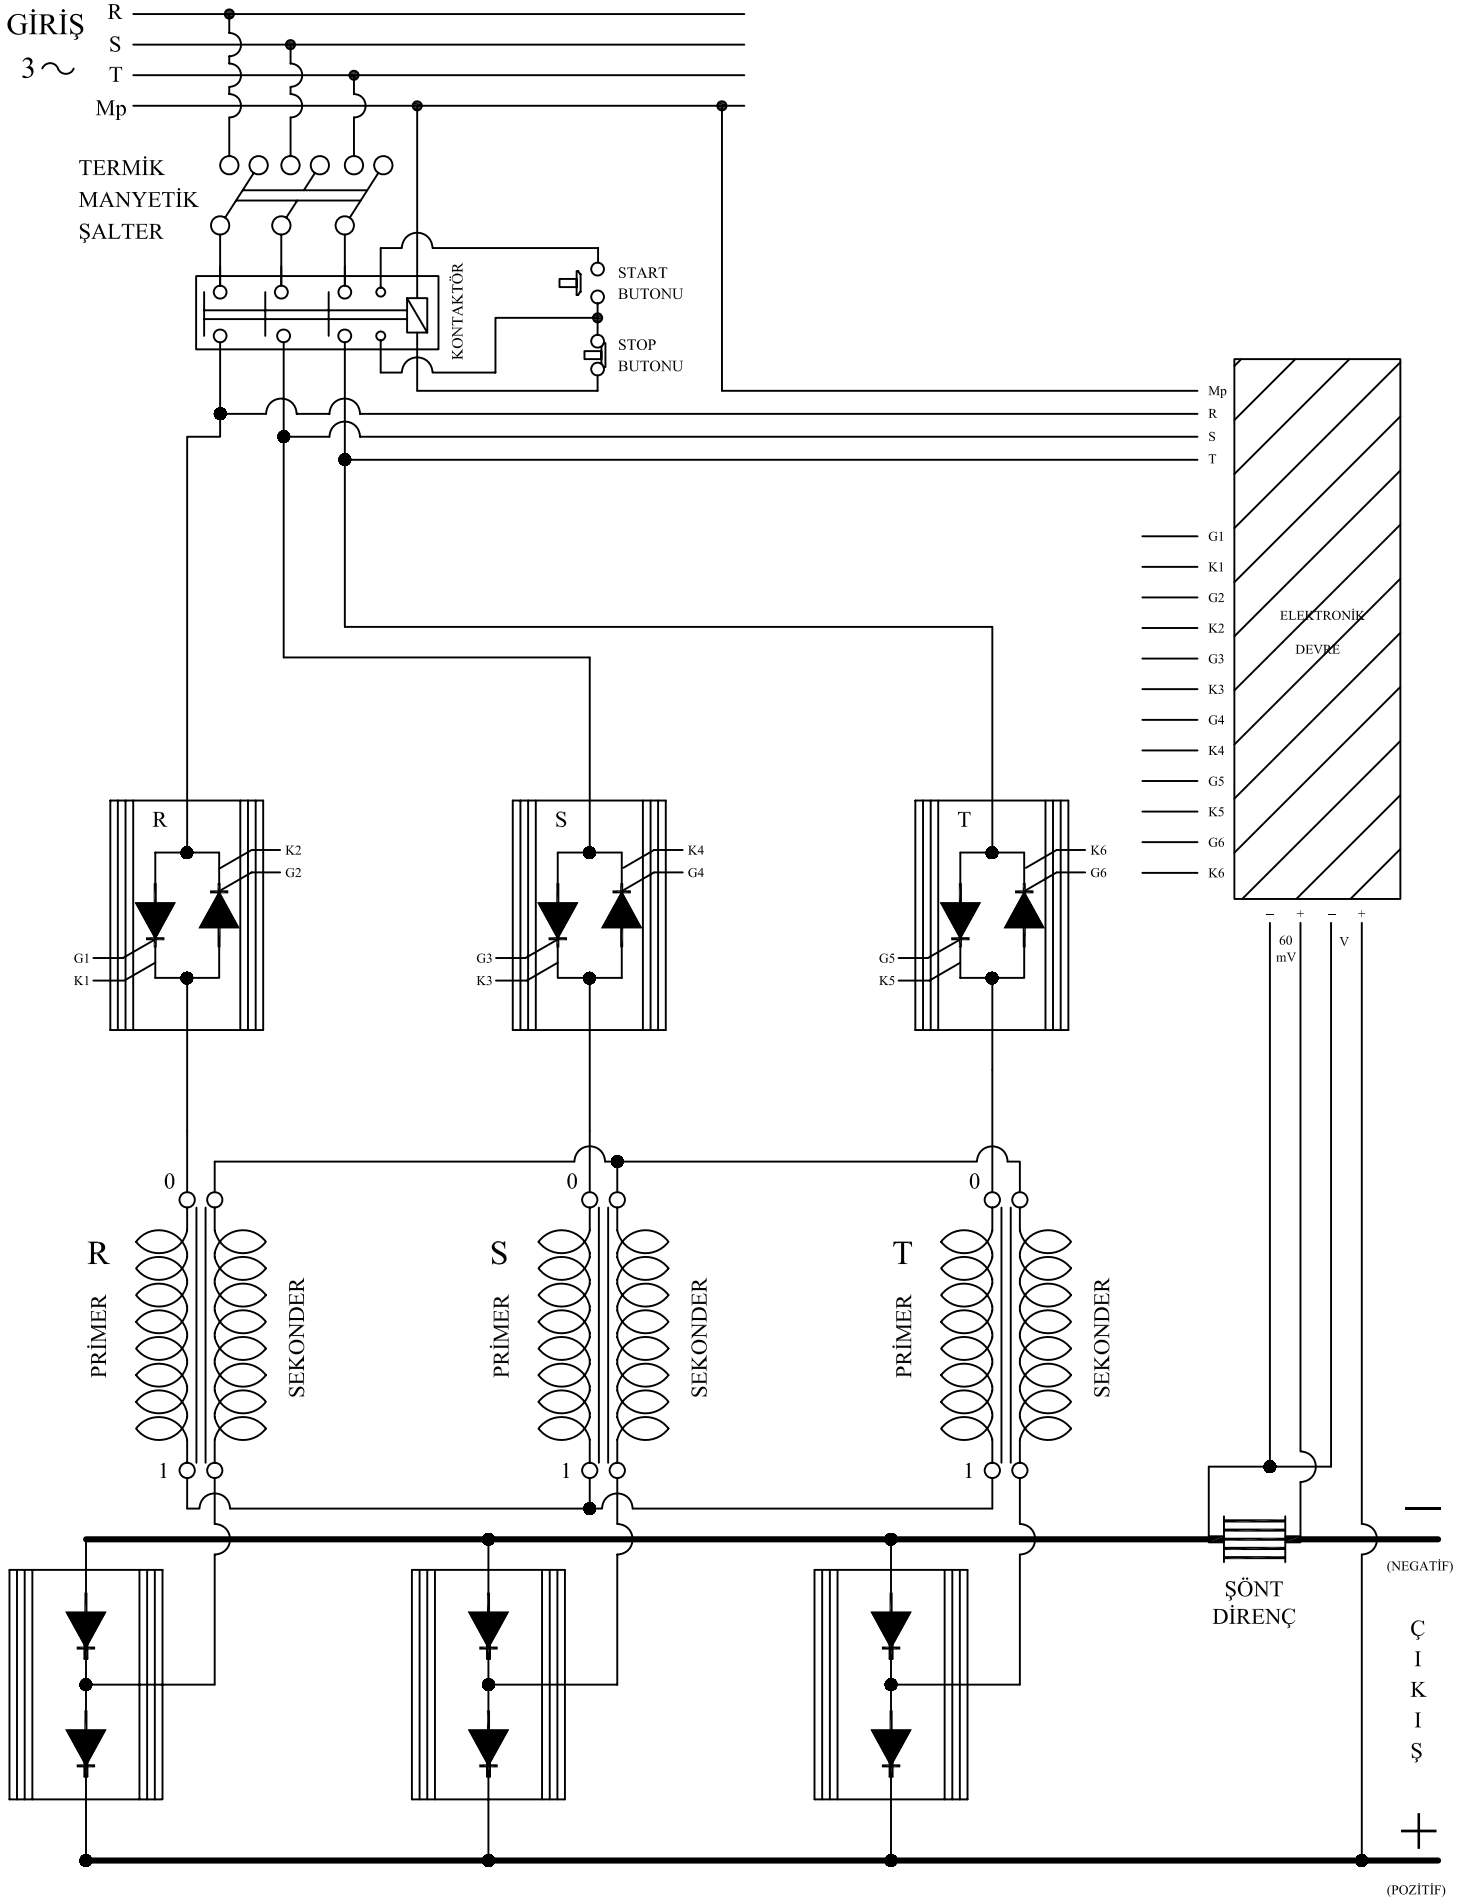 GİRİŞ
3
R
S
T
Mp
TERMİK
MANYETİK
ŞALTER
KONTAKTÖR
START
BUTONU
STOP
BUTONU
Mp
R
S
T
G1
K1
G2
K2
G3
K3
G4
K4
G5
K5
G6
K6
ELEKTRONİK
DEVRE
− + − +
60
mV
V
R
K2
G2
G1
K1
S
K4
G4
G3
K3
T
K6
G6
G5
K5
0
R
PRİMER
SEKONDER
1
0
S
PRİMER
SEKONDER
1
0
T
PRİMER
SEKONDER
1
ŞÖNT
DİRENÇ
−
(NEGATİF)
Ç
I
K
I
Ş
+
(POZİTİF)